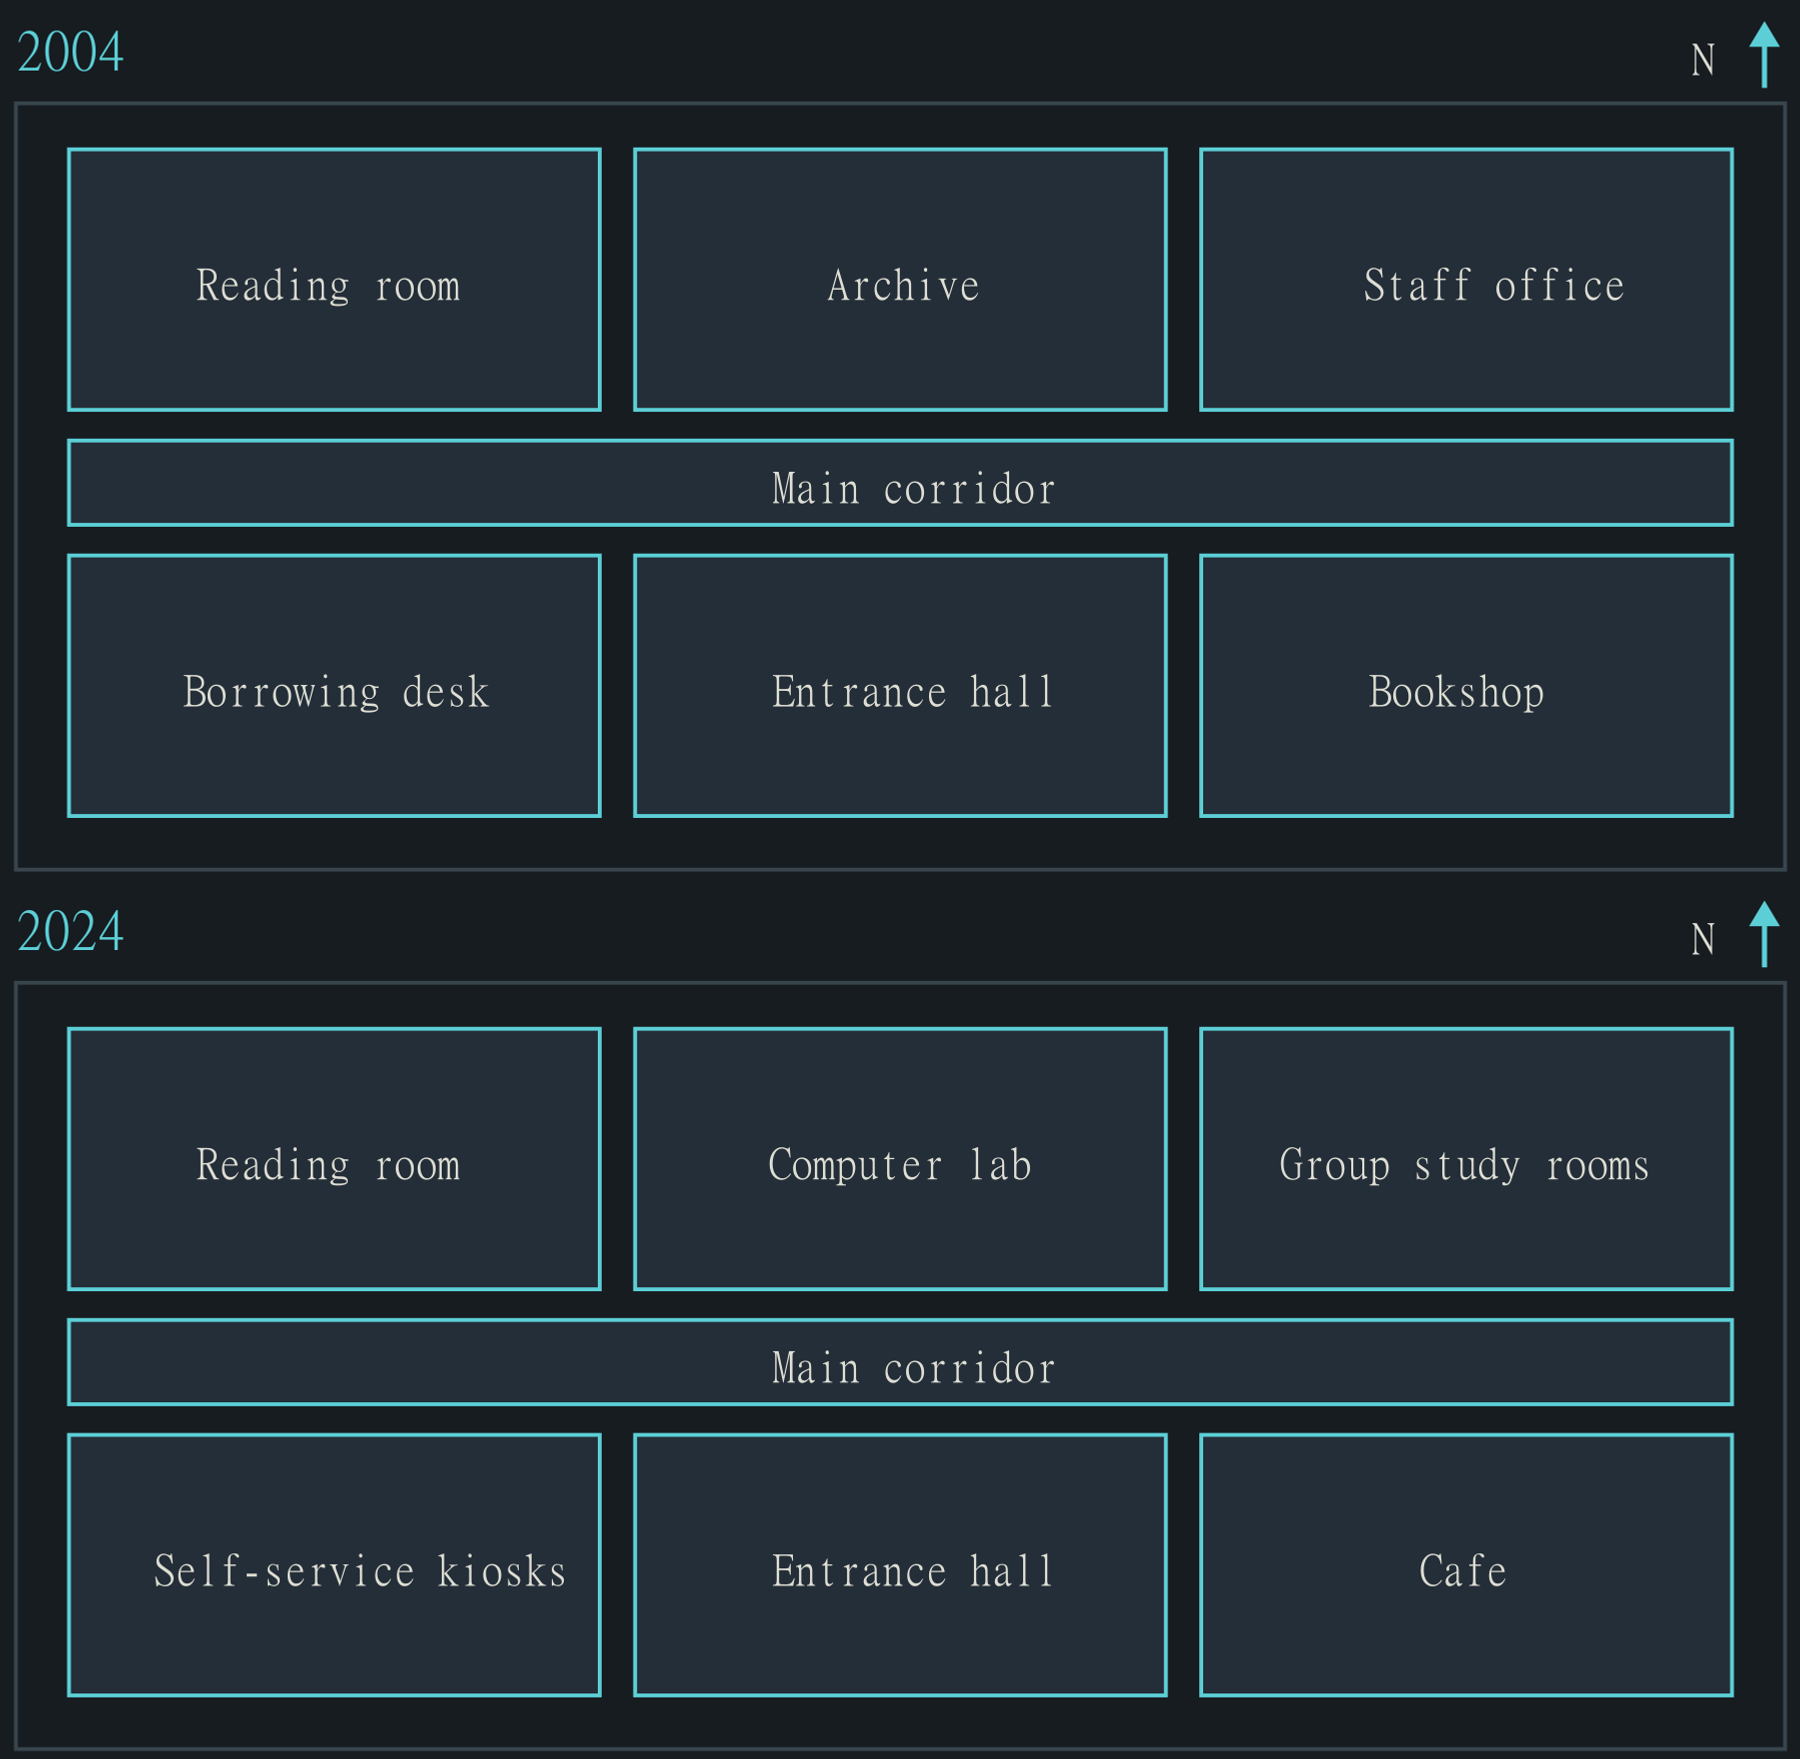 2004
N
Reading room
Archive
Staff office
Main corridor
Borrowing desk
Entrance hall
Bookshop
2024
N
Reading room
Computer lab
Group study rooms
Main corridor
Self-service kiosks
Entrance hall
Cafe